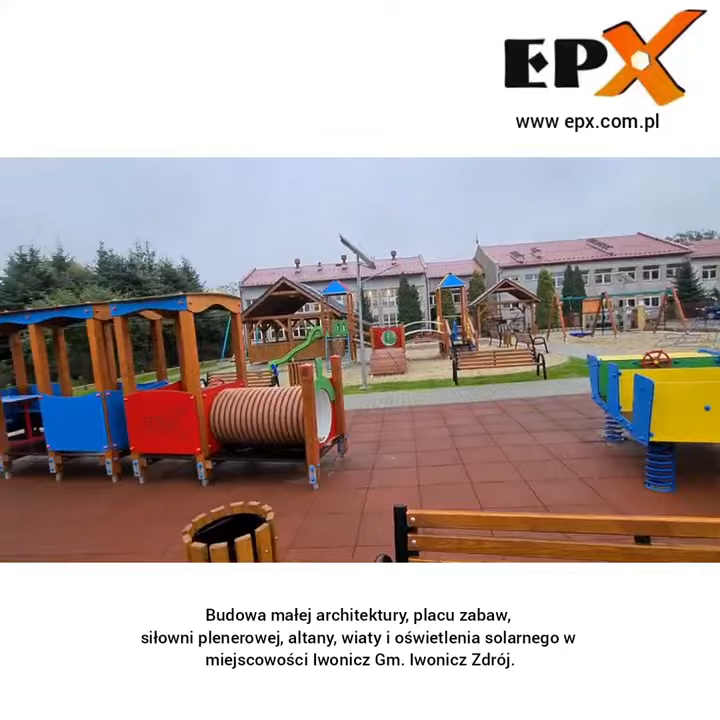 EPX
www epx.com.pl
Budowa małej architektury, placu zabaw,
siłowni plenerowej, altany, wiaty i oświetlenia solarnego w
miejscowości Iwonicz Gm. Iwonicz Zdrój.